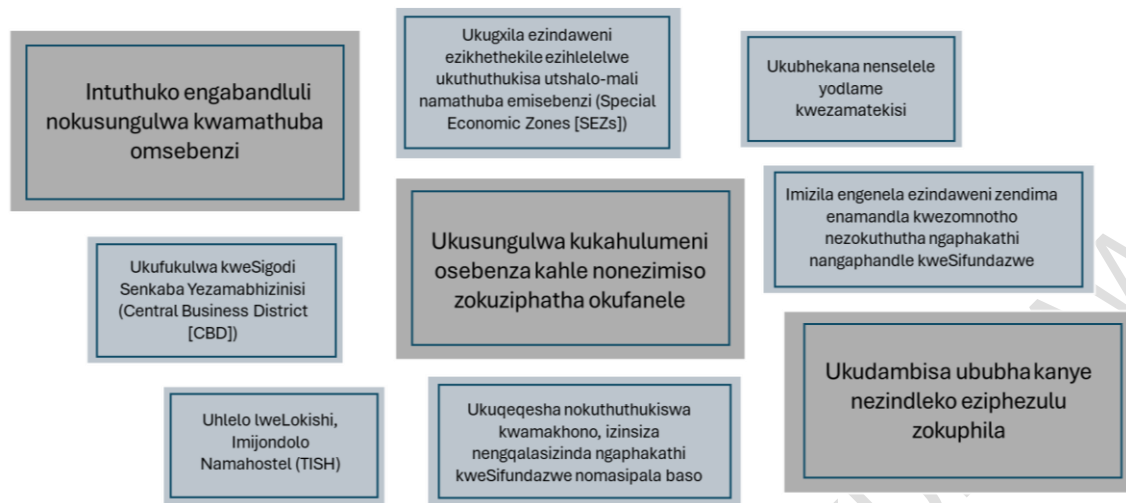 Intuthuko engabandluli
nokusungulwa kwamathuba
omsebenzi
Ukugxila ezindaweni
ezikhethekile ezihlelelwe
ukuthuthukisa utshalo-mali
namathuba emisebenzi (Special
Economic Zones [SEZs])
Ukubhekana nenselele
yodlame
kwezamatekisi
Ukufukulwa kweSigodi
Senkaba Yezamabhizinisi
(Central Business District
[CBD])
Ukusungulwa kukahulumeni
osebenza kahle nonezimiso
zokuziphatha okufanele
Imizila engenela ezindaweni zendima
enamandla kwezomnotho
nezokuthutha ngaphakathi
nangaphandle kweSifundazwe
Uhlelo lweLokishi,
Imijondolo
Namahostel (TISH)
Ukuqeqesha nokuthuthukiswa
kwamakhono, izinsiza
nengqalasizinda ngaphakathi
kweSifundazwe nomasipala baso
Ukudambisa ububha kanye
nezindleko eziphezulu
zokuphila